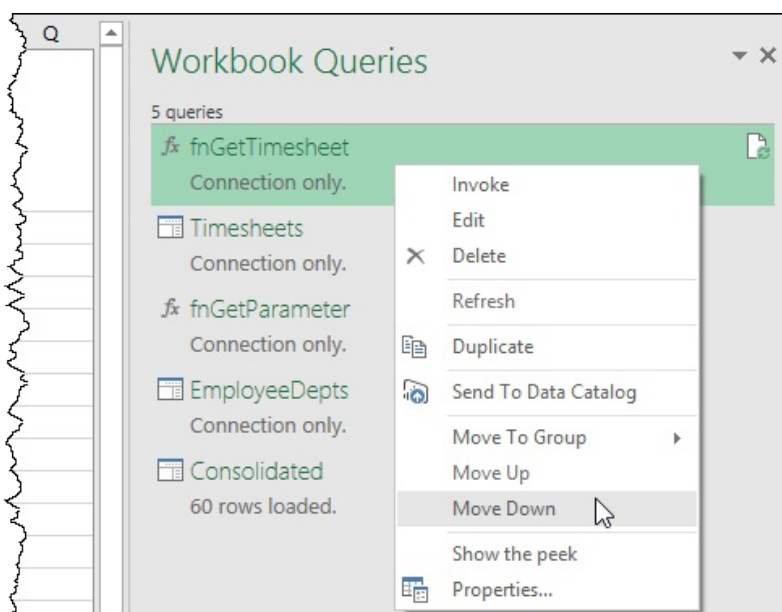 Q
Workbook Queries
5 queries
fx fnGetTimesheet
Connection only.
Timesheets
Connection only.
fx fnGetParameter
Connection only.
EmployeeDepts
Connection only.
Consolidated
60 rows loaded.
Invoke
Edit
Delete
Refresh
Duplicate
Send To Data Catalog
Move To Group
Move Up
Move Down
Show the peek
Properties...